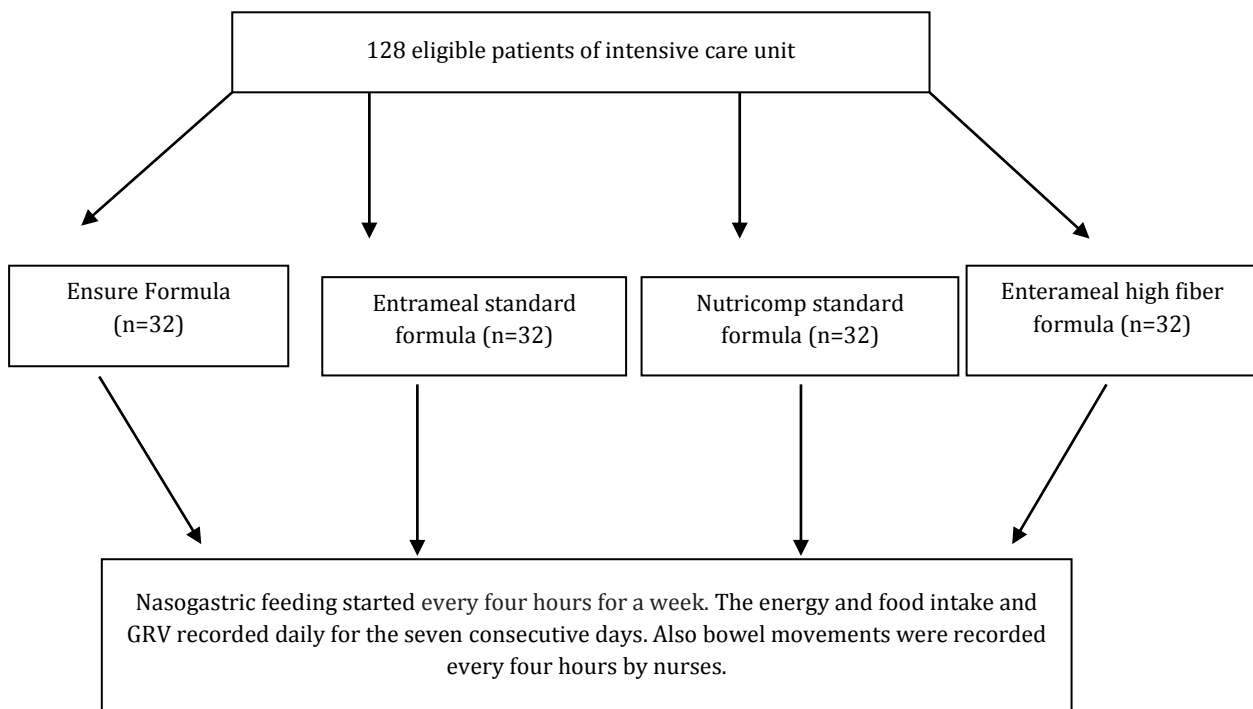 128 eligible patients of intensive care unit
Ensure Formula
(n=32)
Entrameal standard
formula (n=32)
Nutricomp standard
formula (n=32)
Enterameal high fiber
formula (n=32)
Nasogastric feeding started every four hours for a week. The energy and food intake and
GRV recorded daily for the seven consecutive days. Also bowel movements were recorded
every four hours by nurses.